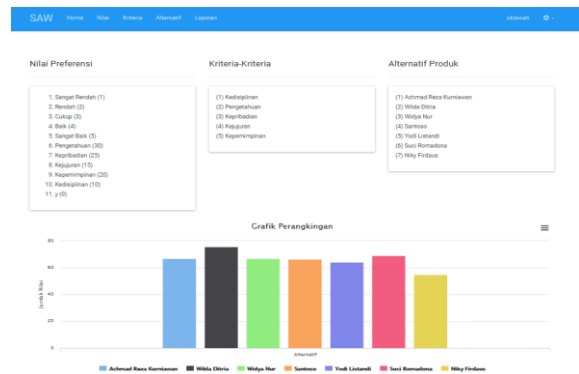 SAW Home Nilai Kriteria Alternatif Laporan
Nilai Preferensi
1. Sangat Rendah (1)
2. Rendah (2)
3. Cukup (3)
4. Baik (4)
5. Sangat Baik (5)
6. Pengetahuan (30)
7. Kepribadian (25)
8. Kejujuran (15)
9. Kepemimpinan (20)
10. Kedisiplinan (10)
11. y (0)
Kriteria-Kriteria
(1) Kedisiplinan
(2) Pengetahuan
(3) Kepribadian
(4) Kejujuran
(5) Kepemimpinan
Alternatif Produk
(1) Achmad Reza Kurniawan
(2) Wilda Ditria
(3) Widya Nur
(4) Santoso
(5) Yodi Listandi
(6) Suci Romadona
(7) Niky Firdaus
Grafik Perangkingan
Jumlah Nilai
80
60
40
20
0
Alternatif
Achmad Reza Kurniawan Wilda Ditria Widya Nur Santoso Yodi Listandi Suci Romadona Niky Firdaus